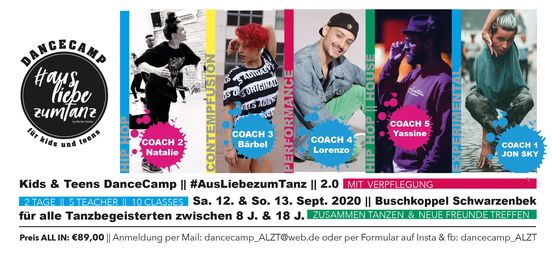 DANCECAMP
#aus
liebe
zumtanz
für kids und teens
HIP HOP
COACH 2
Natalie
CONTEMPFUSION
COACH 3
Bärbel
PERFORMANCE
COACH 4
Lorenzo
HIP HOP || HOUSE
COACH 5
Yassine
EXPERIMENTAL
COACH 1
JON SKY
Kids & Teens DanceCamp || #AusLiebezumTanz || 2.0 MIT VERPFLEGUNG
2 TAGE || 5 TEACHER || 10 CLASSES Sa. 12. & So. 13. Sept. 2020 || Buschkoppel Schwarzenbek
für alle Tanzbegeisterten zwischen 8 J. & 18 J. ZUSAMMEN TANZEN & NEUE FREUNDE TREFFEN
Preis ALL IN: €89,00 || Anmeldung per Mail: dancecamp_ALZT@web.de oder per Formular auf Insta & fb: dancecamp_ALZT